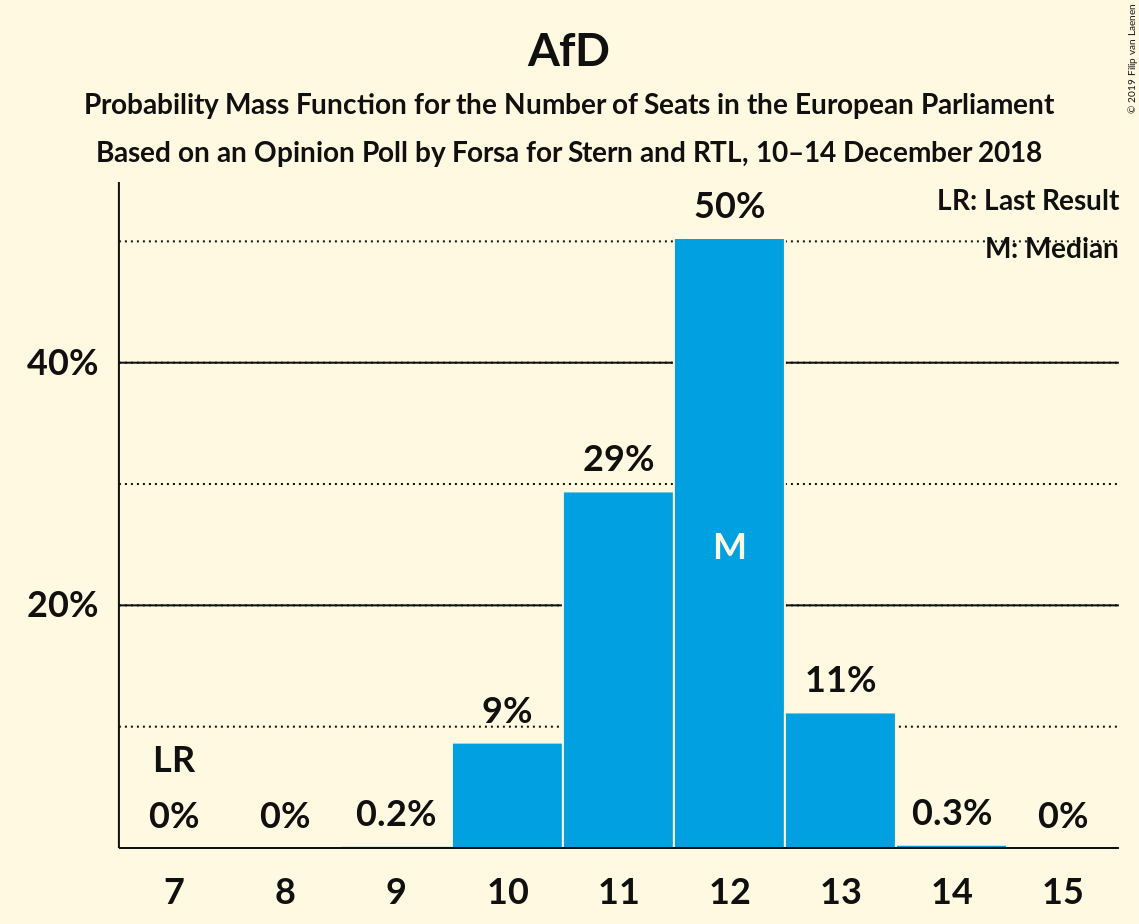 AfD
Probability Mass Function for the Number of Seats in the European Parliament
Based on an Opinion Poll by Forsa for Stern and RTL, 10–14 December 2018
© 2019 Filip van Laenen
LR: Last Result
M: Median
50%
40%
29%
M
20%
11%
9%
LR
0%
0%
0.2%
0.3%
0%
7 8 9 10 11 12 13 14 15